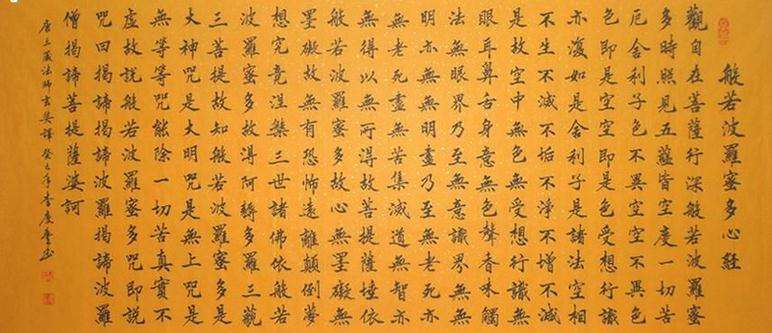 般若波羅蜜多心経
觀自在菩薩行深般若波羅蜜
多時照見五蘊皆空度一切苦
厄舍利子色不異空空不異色
色即是空空即是色受想行識
亦復如是舍利子是諸法空相
不生不滅不垢不淨不增不減
是故空中無色無受想行識無
眼耳鼻舌身意無色聲香味觸
法無眼界乃至無意識界無無
明亦無無明盡乃至無老死亦
無老死盡無苦集滅道無智亦
無得以無所得故菩提薩埵依
般若波羅蜜多故心無罣礙無
罣礙故無有恐怖遠離顛倒夢
想究竟涅槃三世諸佛依般若
波羅蜜多故得阿耨多羅三藐
三菩提故知般若波羅蜜多是
大神咒是大明咒是無上咒是
無等等咒能除一切苦真實不
虛故說般若波羅蜜多咒即說
咒曰揭諦揭諦波羅揭諦波羅
僧揭諦菩提薩婆訶
唐三藏法師玄奘譯 癸巳年